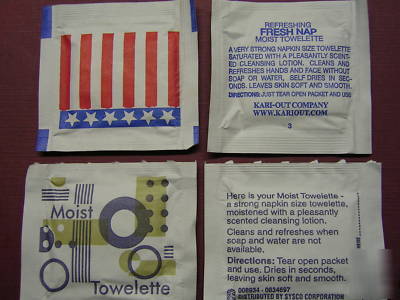 REFRESHING
FRESH NAP
MOIST TOWELETTE
A VERY STRONG NAPKIN SIZE TOWELETTE
SATURATED WITH A PLEASANTLY SCENT-
ED CLEANSING LOTION. CLEANS AND
REFRESHES HANDS AND FACE WITHOUT
SOAP OR WATER, SELF DRIES IN SEC-
ONDS. LEAVES SKIN SOFT AND SMOOTH.
DIRECTIONS: JUST TEAR OPEN PACKET AND USE
KARI-OUT COMPANY
WWW.KARIOUT.COM
3
Moist
Towelette
Here is your Moist Towelette -
a strong napkin size towelette,
moistened with a pleasantly
scented cleansing lotion.
Cleans and refreshes when
soap and water are not
available.
Directions: Tear open packet
and use. Dries in seconds,
leaving skin soft and smooth.
008934 - 0834697
DISTRIBUTED BY SYSCO CORPORATION